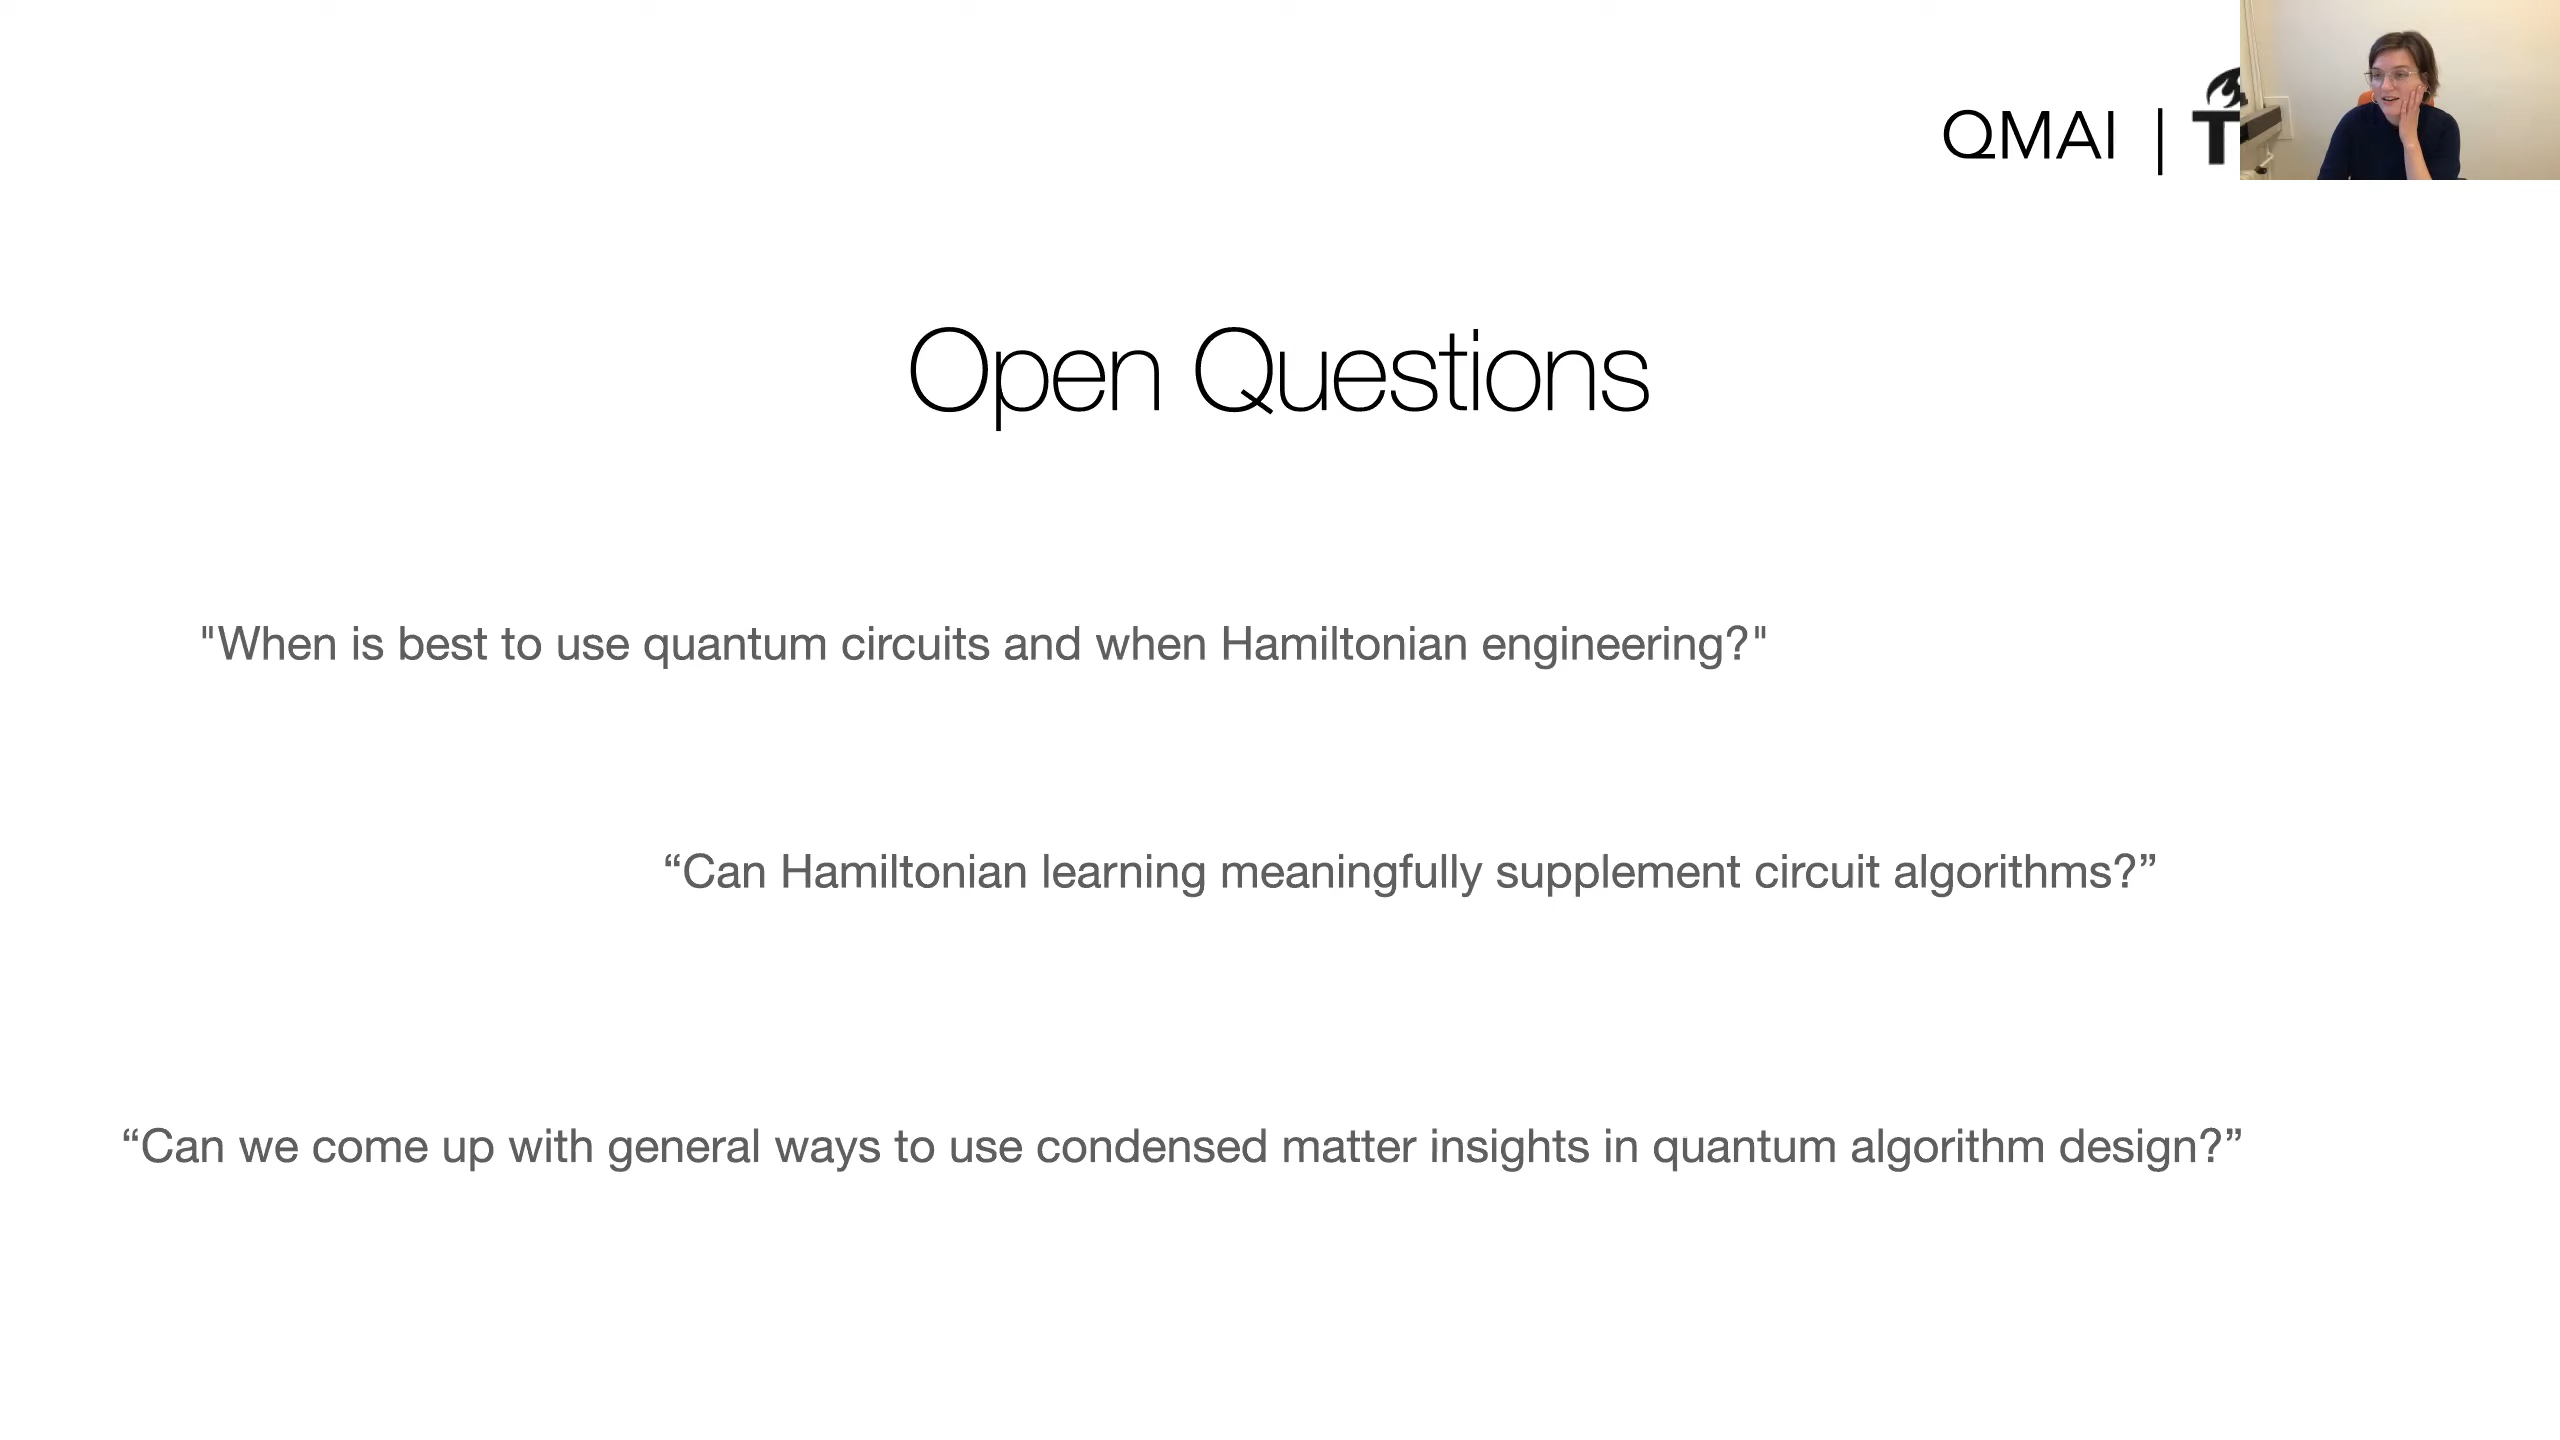 QMAI | T
Open Questions
"When is best to use quantum circuits and when Hamiltonian engineering?"
“Can Hamiltonian learning meaningfully supplement circuit algorithms?”
“Can we come up with general ways to use condensed matter insights in quantum algorithm design?”